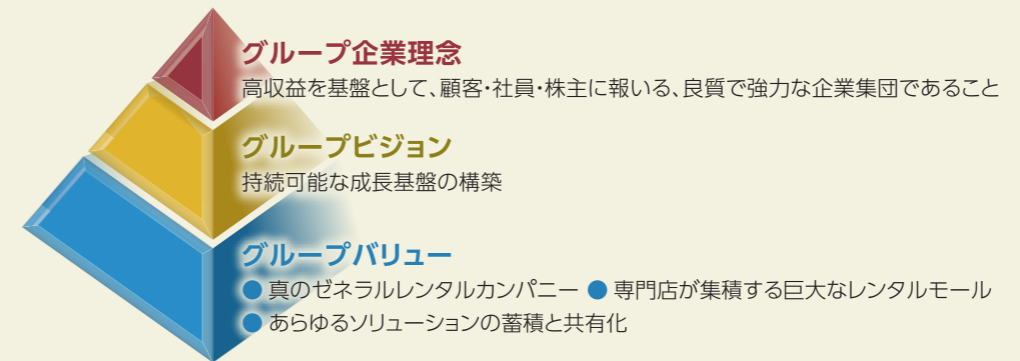 グループ企業理念
高収益を基盤として、顧客・社員・株主に報いる、良質で強力な企業集団であること
グループビジョン
持続可能な成長基盤の構築
グループバリュー
● 真のゼネラルレンタルカンパニー ● 専門店が集積する巨大なレンタルモール
● あらゆるソリューションの蓄積と共有化